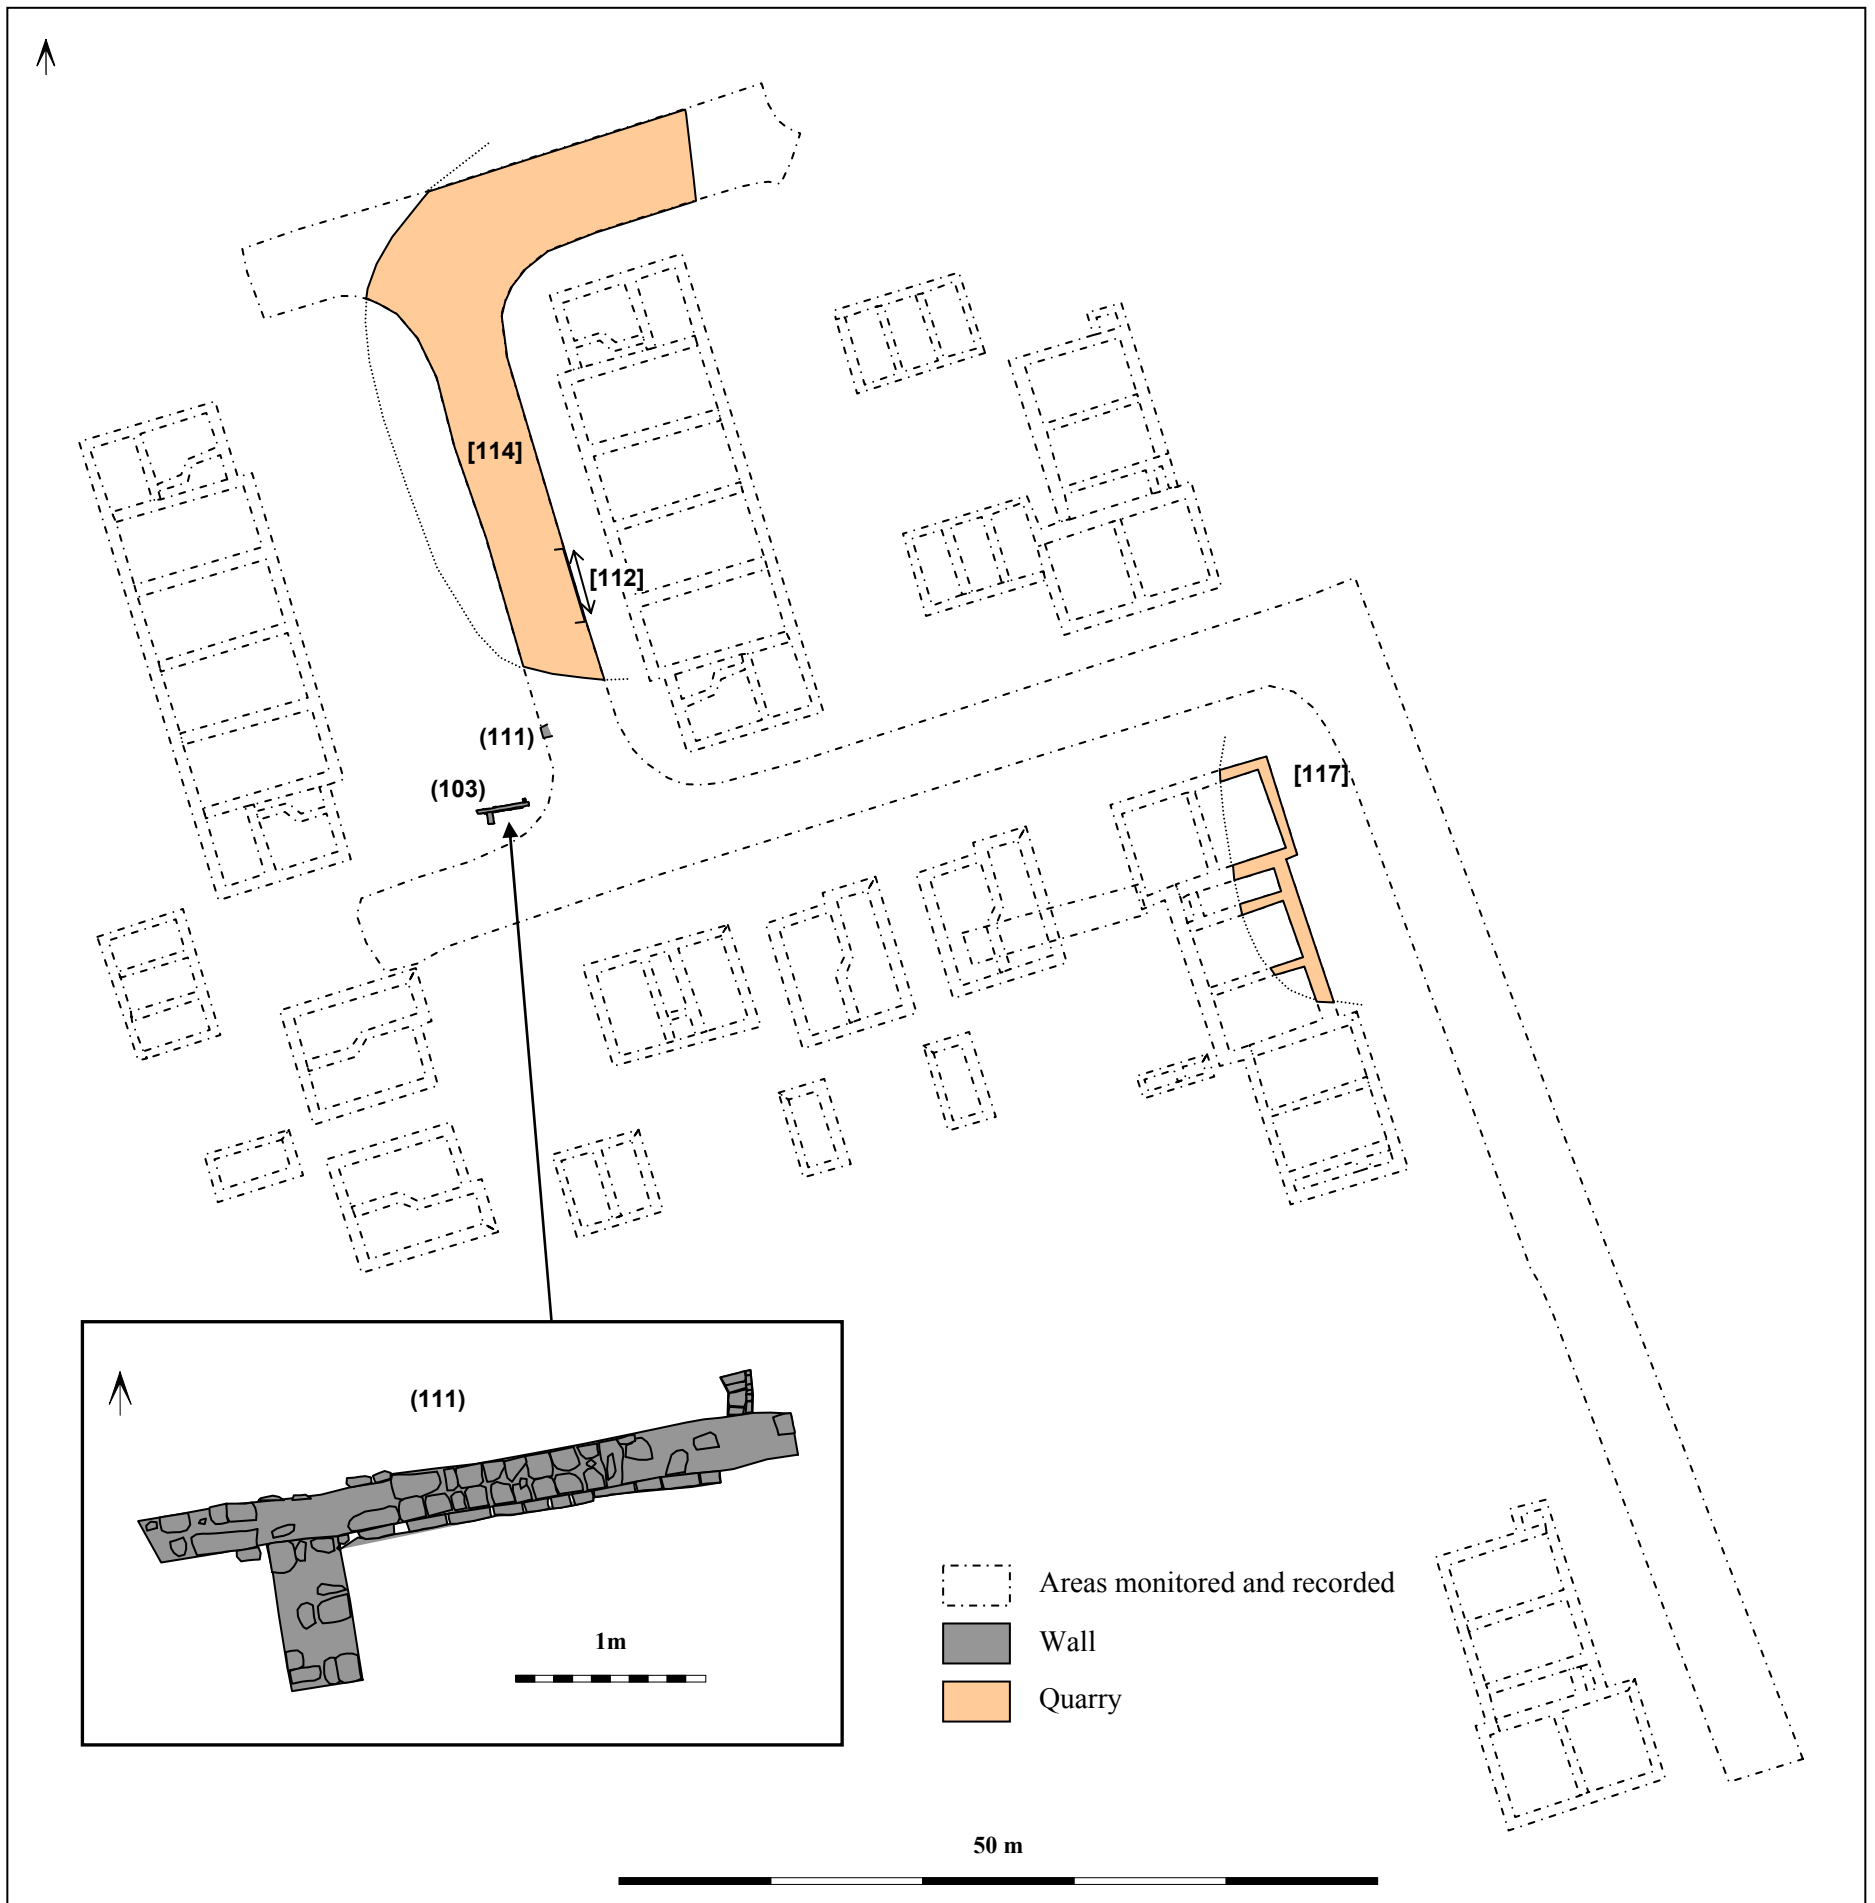 [114]
[112]
(111)
(103)
[117]
(111)
1m
Areas monitored and recorded
Wall
Quarry
50 m